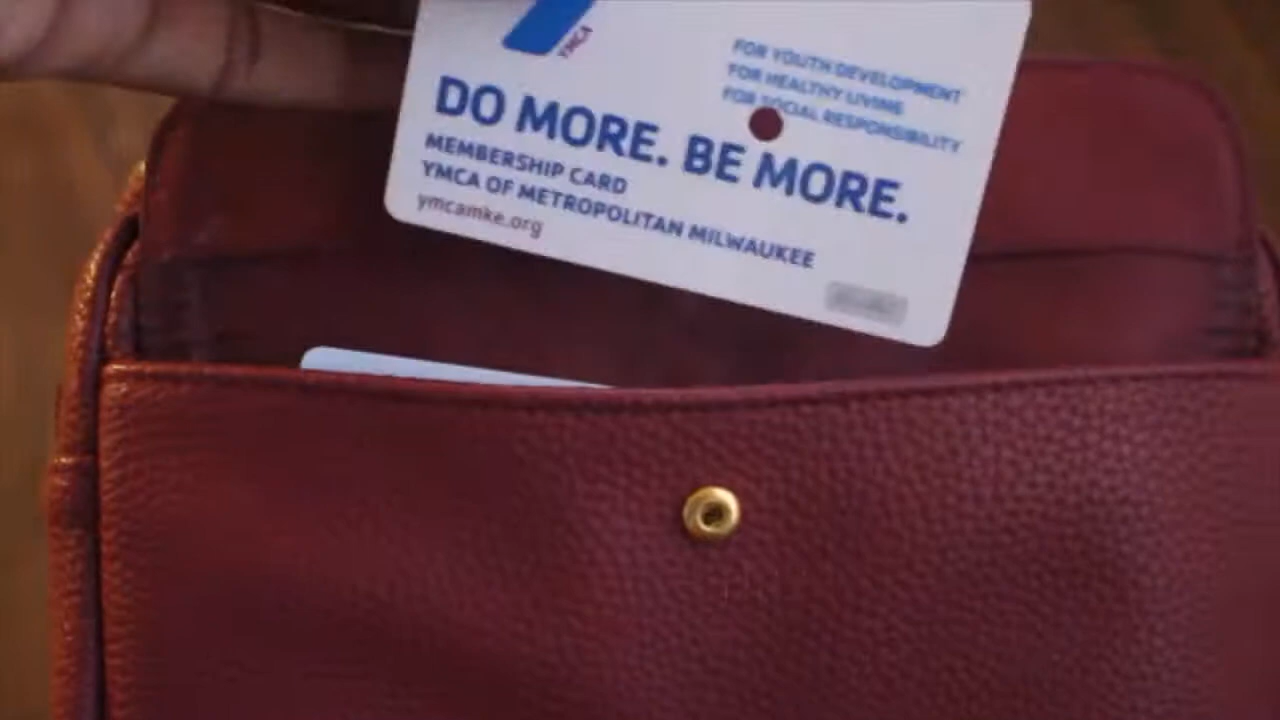 YMCA
FOR YOUTH DEVELOPMENT
FOR HEALTHY LIVING
FOR SOCIAL RESPONSIBILITY
DO MORE. BE MORE.
MEMBERSHIP CARD
YMCA OF METROPOLITAN MILWAUKEE
ymcamke.org